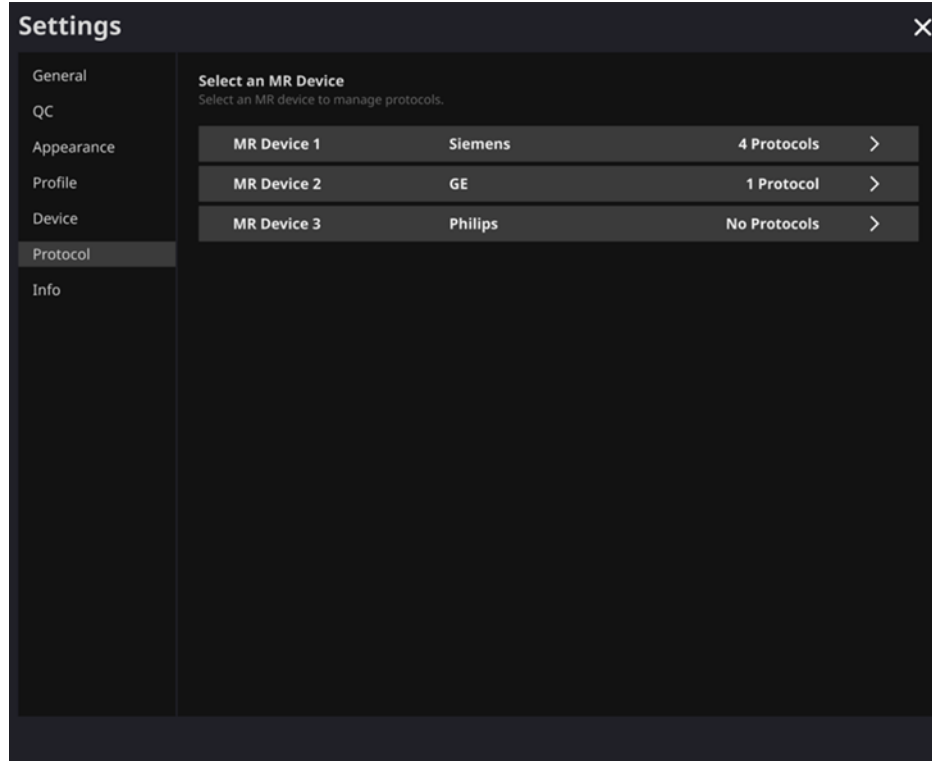 Settings
General
QC
Appearance
Profile
Device
Protocol
Info
Select an MR Device
Select an MR device to manage protocols.
MR Device 1 Siemens 4 Protocols
MR Device 2 GE 1 Protocol
MR Device 3 Philips No Protocols